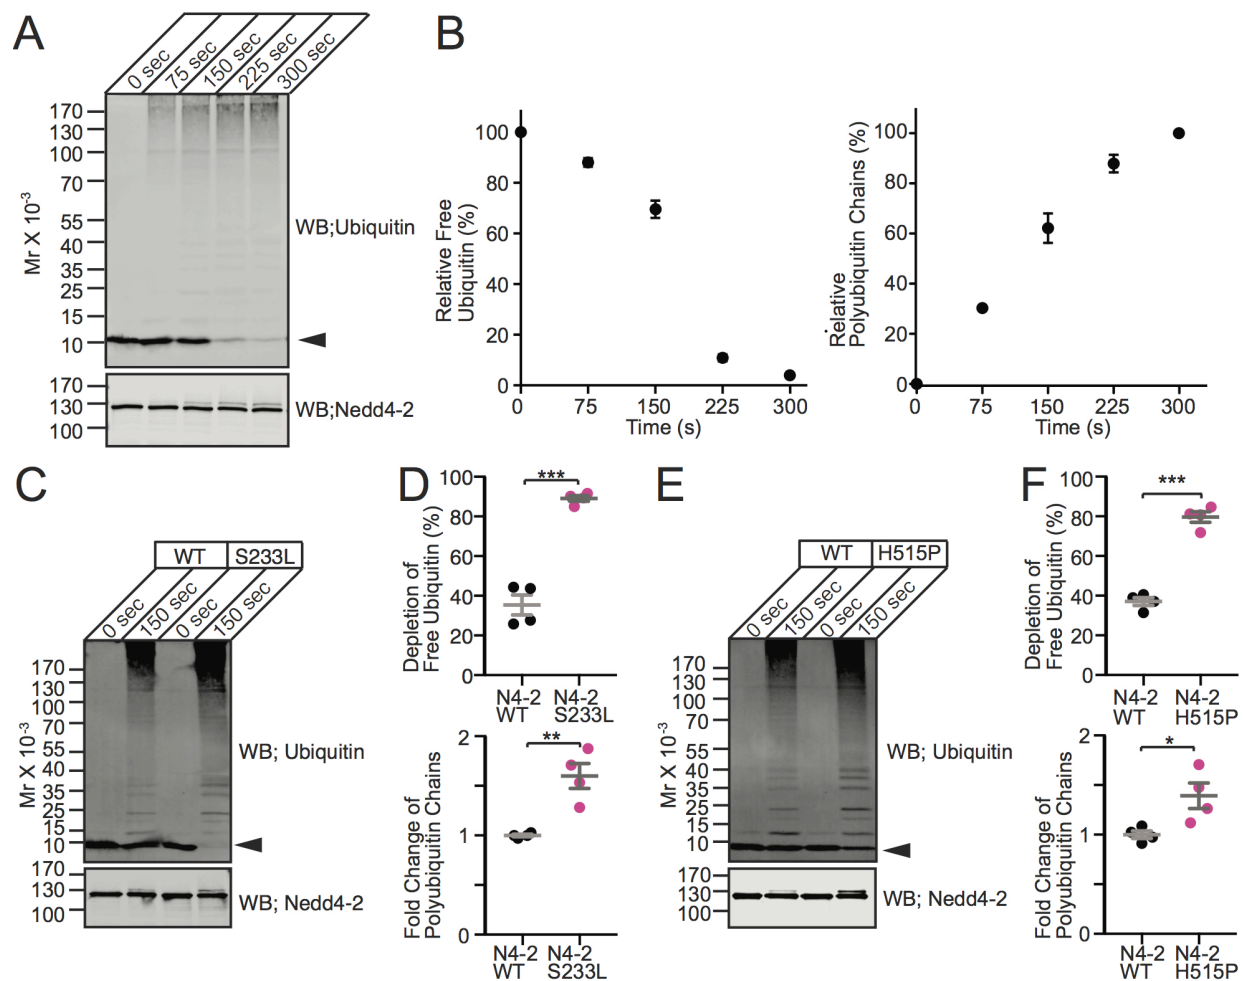 A
0 sec
75 sec
150 sec
225 sec
300 sec
170
130
100
70
55
40
35
25
15
10
Mr X 10-3
WB;Ubiquitin
170
130
100
WB;Nedd4-2
B
Relative Free
Ubiquitin (%)
100
80
60
40
20
0
0 75 150 225 300
Time (s)
Relative
Polyubiquitin Chains (%)
100
80
60
40
20
0
0 75 150 225 300
Time (s)
C
WT S233L
0 sec
150 sec
0 sec
150 sec
170
130
100
70
55
40
35
25
15
10
Mr X 10-3
WB; Ubiquitin
170
130
100
WB; Nedd4-2
D
Depletion of
Free Ubiquitin (%)
100
80
60
40
20
0
***
N4-2 N4-2
WT S233L
Fold Change of
Polyubiquitin Chains
2
1
0
**
N4-2 N4-2
WT S233L
E
WT H515P
0 sec
150 sec
0 sec
150 sec
170
130
100
70
55
40
35
25
15
10
Mr X 10-3
WB; Ubiquitin
170
130
100
WB; Nedd4-2
F
Depletion of
Free Ubiquitin (%)
100
80
60
40
20
0
***
N4-2 N4-2
WT H515P
Fold Change of
Polyubiquitin Chains
2
1
0
*
N4-2 N4-2
WT H515P